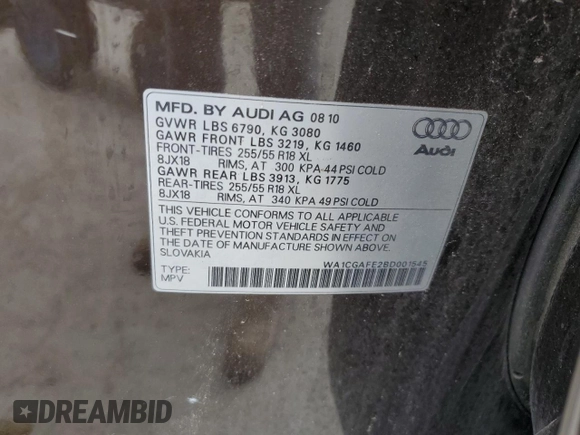 MFD. BY AUDI AG 08 10
GVWR LBS 6790, KG 3080
GAWR FRONT LBS 3219, KG 1460
FRONT-TIRES 255/55 R18 XL
8JX18 RIMS, AT 300 KPA-44 PSI COLD
GAWR REAR LBS 3913, KG 1775
REAR-TIRES 255/55 R18 XL
8JX18 RIMS, AT 340 KPA 49 PSI COLD
THIS VEHICLE CONFORMS TO ALL APPLICABLE
U.S. FEDERAL MOTOR VEHICLE SAFETY AND
THEFT PREVENTION STANDARDS IN EFFECT ON
THE DATE OF MANUFACTURE SHOWN ABOVE.
SLOVAKIA
TYPE: WA1CGAFE2BD001545
MPV
Audi
DREAMBID